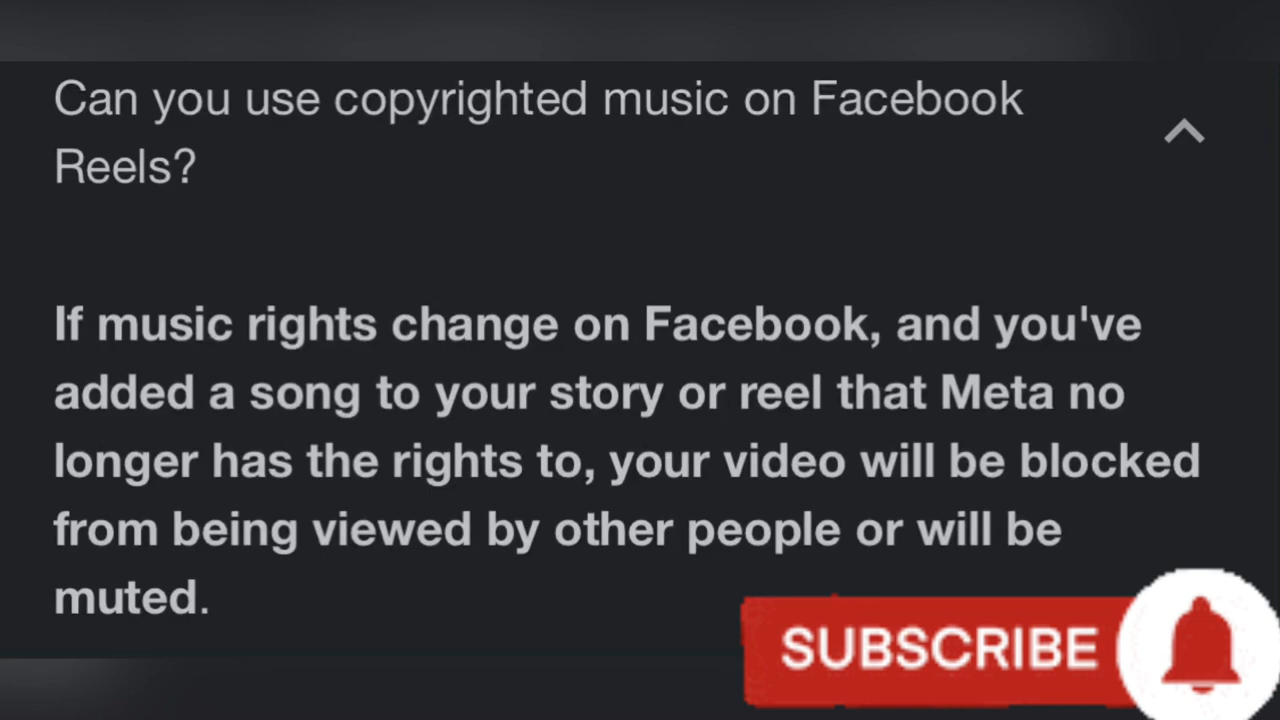 Can you use copyrighted music on Facebook
Reels?
If music rights change on Facebook, and you've
added a song to your story or reel that Meta no
longer has the rights to, your video will be blocked
from being viewed by other people or will be
muted.
SUBSCRIBE